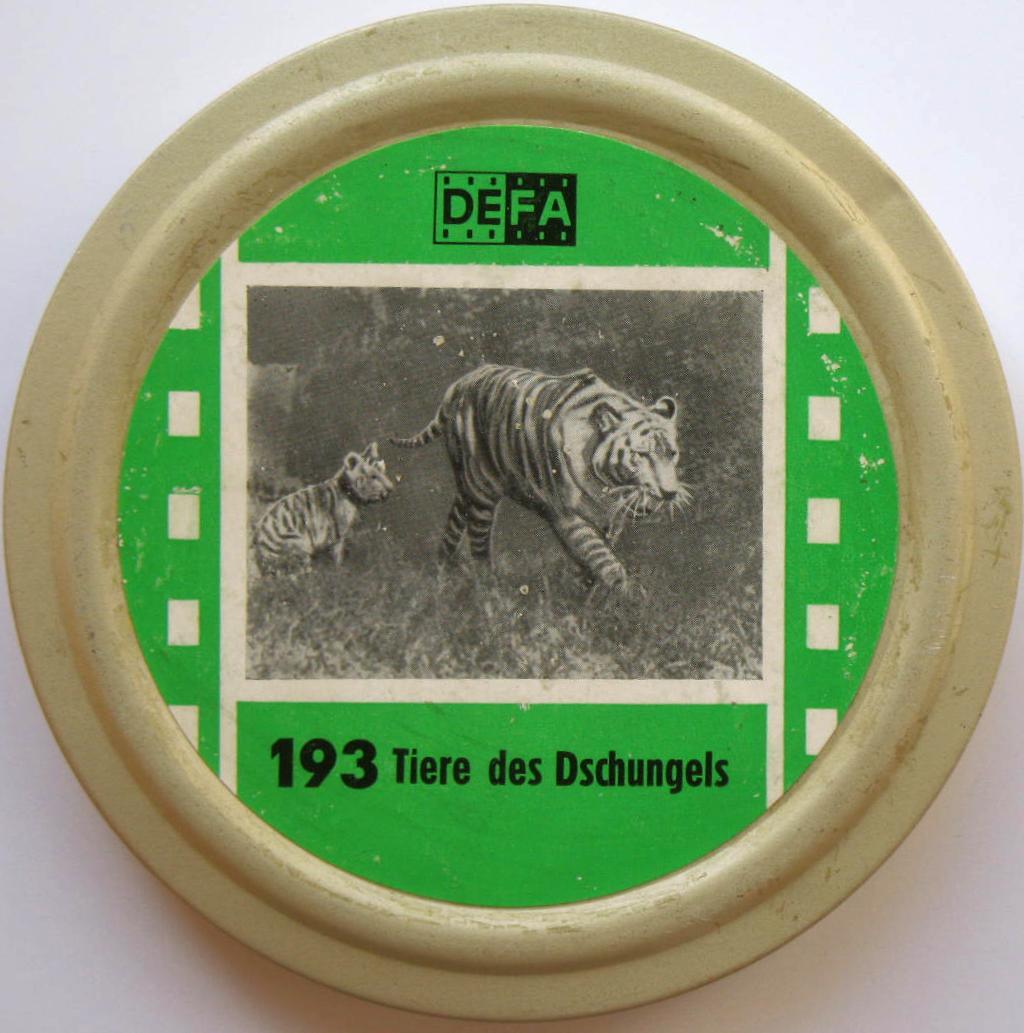 DEFA
193 Tiere des Dschungels